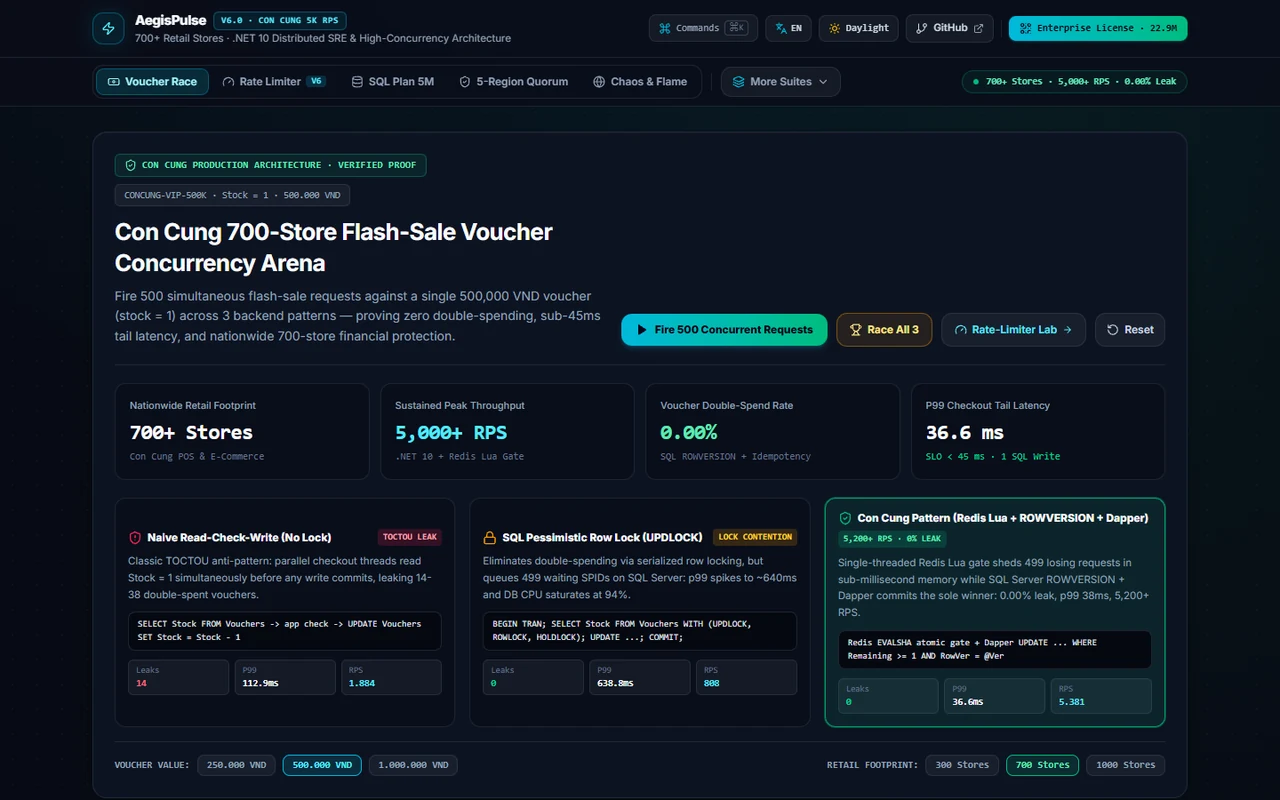 AegisPulse V6.0 · CON CUNG 5K RPS
700+ Retail Stores · .NET 10 Distributed SRE & High-Concurrency Architecture
Commands ⌘K
EN
Daylight
GitHub
Enterprise License · 22.9M
Voucher Race
Rate Limiter V6
SQL Plan 5M
5-Region Quorum
Chaos & Flame
More Suites
700+ Stores · 5,000+ RPS · 0.00% Leak
CON CUNG PRODUCTION ARCHITECTURE · VERIFIED PROOF
CONCUNG-VIP-500K · Stock = 1 · 500.000 VND
Con Cung 700-Store Flash-Sale Voucher
Concurrency Arena
Fire 500 simultaneous flash-sale requests against a single 500,000 VND voucher
(stock = 1) across 3 backend patterns — proving zero double-spending, sub-45ms
tail latency, and nationwide 700-store financial protection.
Fire 500 Concurrent Requests
Race All 3
Rate-Limiter Lab →
Reset
Nationwide Retail Footprint
700+ Stores
Con Cung POS & E-Commerce
Sustained Peak Throughput
5,000+ RPS
.NET 10 + Redis Lua Gate
Voucher Double-Spend Rate
0.00%
SQL ROWVERSION + Idempotency
P99 Checkout Tail Latency
36.6 ms
SLO < 45 ms · 1 SQL Write
Naive Read-Check-Write (No Lock) TOCTOU LEAK
Classic TOCTOU anti-pattern: parallel checkout threads read
Stock = 1 simultaneously before any write commits, leaking 14-
38 double-spent vouchers.
SELECT Stock FROM Vouchers -> app check -> UPDATE Vouchers
SET Stock = Stock - 1
Leaks
14
P99
112.9ms
RPS
1.884
SQL Pessimistic Row Lock (UPDLOCK) LOCK CONTENTION
Eliminates double-spending via serialized row locking, but
queues 499 waiting SPIDs on SQL Server: p99 spikes to ~640ms
and DB CPU saturates at 94%.
BEGIN TRAN; SELECT Stock FROM Vouchers WITH (UPDLOCK,
ROWLOCK, HOLDLOCK); UPDATE ...; COMMIT;
Leaks
0
P99
638.8ms
RPS
808
Con Cung Pattern (Redis Lua + ROWVERSION + Dapper)
5,200+ RPS · 0% LEAK
Single-threaded Redis Lua gate sheds 499 losing requests in
sub-millisecond memory while SQL Server ROWVERSION +
Dapper commits the sole winner: 0.00% leak, p99 38ms, 5,200+
RPS.
Redis EVALSHA atomic gate + Dapper UPDATE ... WHERE
Remaining >= 1 AND RowVer = @Ver
Leaks
0
P99
36.6ms
RPS
5.381
VOUCHER VALUE: 250.000 VND 500.000 VND 1.000.000 VND
RETAIL FOOTPRINT: 300 Stores 700 Stores 1000 Stores